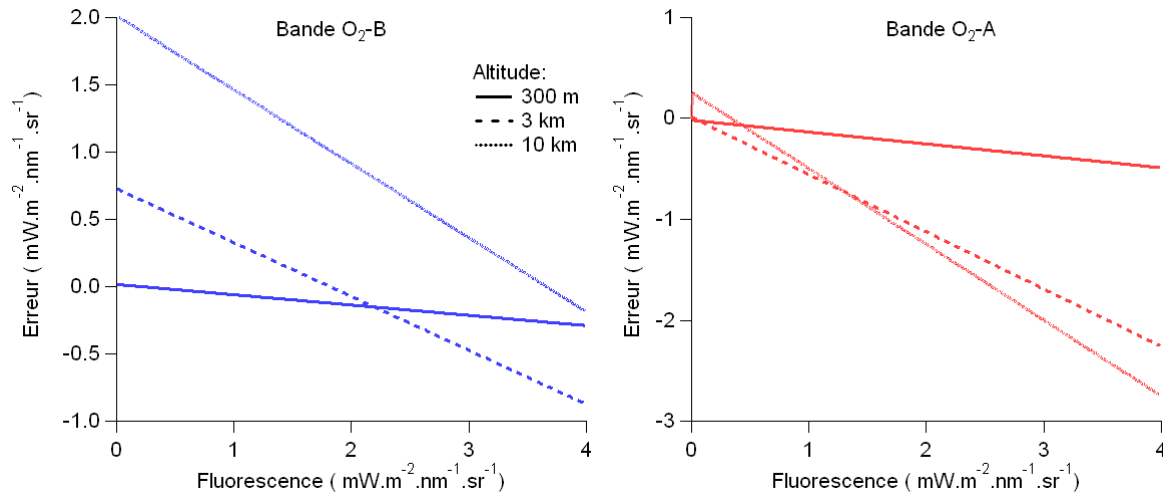 Bande O₂-B
Erreur ( mW.m⁻².nm⁻¹.sr⁻¹)
2.0
1.5
1.0
0.5
0.0
-0.5
-1.0
0
1
2
3
4
Fluorescence ( mW.m⁻².nm⁻¹.sr⁻¹)
Altitude:
300 m
3 km
10 km
Bande O₂-A
Erreur ( mW.m⁻².nm⁻¹.sr⁻¹)
1
0
-1
-2
-3
0
1
2
3
4
Fluorescence ( mW.m⁻².nm⁻¹.sr⁻¹)